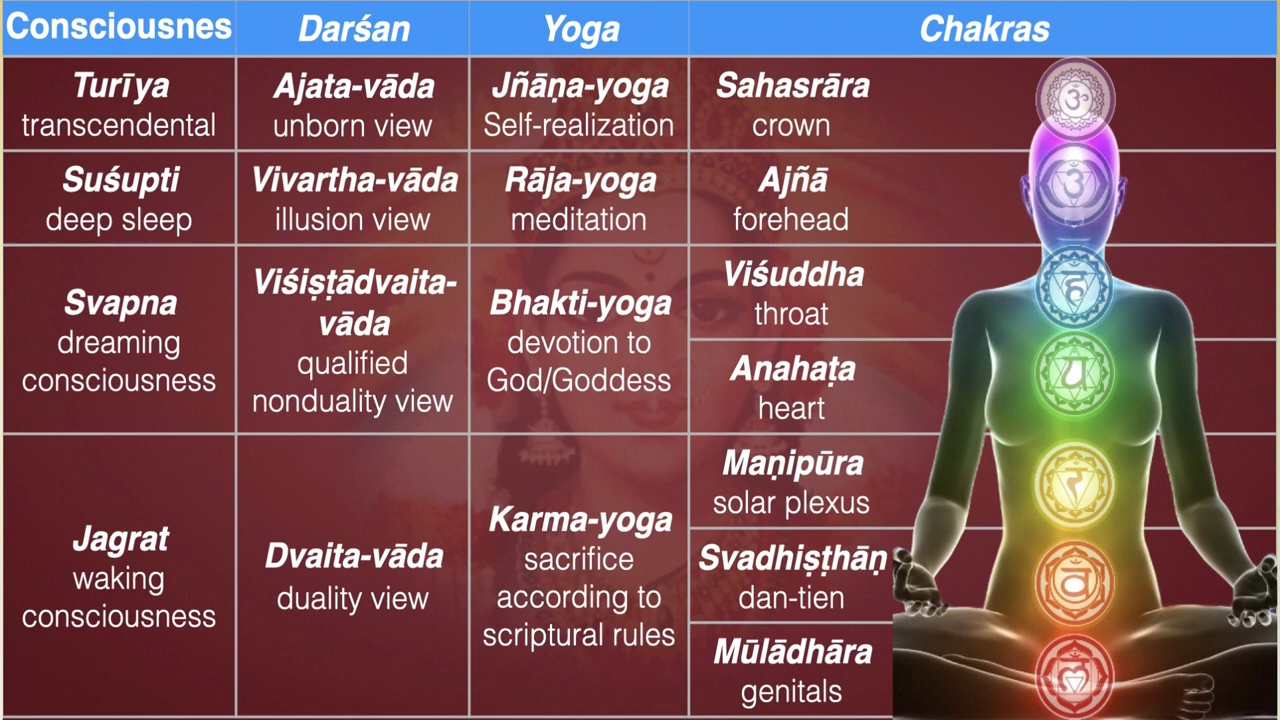 Consciousnes
Darśan
Yoga
Chakras
Turīya
transcendental
Ajata-vāda
unborn view
Jñāṇa-yoga
Self-realization
Sahasrāra
crown
Suśupti
deep sleep
Vivartha-vāda
illusion view
Rāja-yoga
meditation
Ajñā
forehead
Svapna
dreaming
consciousness
Viśiṣṭādvaita-
vāda
qualified
nonduality view
Bhakti-yoga
devotion to
God/Goddess
Viśuddha
throat
Anahaṭa
heart
Jagrat
waking
consciousness
Dvaita-vāda
duality view
Karma-yoga
sacrifice
according to
scriptural rules
Maṇipūra
solar plexus
Svadhiṣṭhāṇ
dan-tien
Mūlādhāra
genitals
ॐ
ॐ
हं
यं
रं
वं
लं